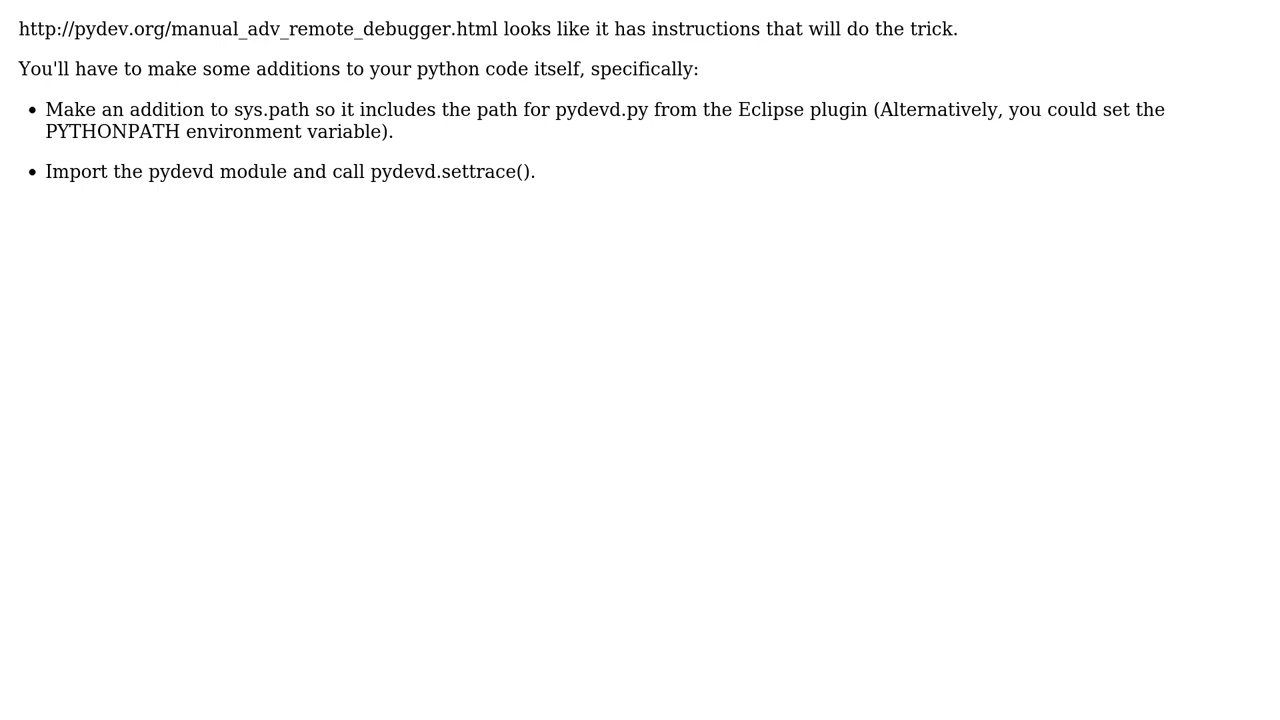 http://pydev.org/manual_adv_remote_debugger.html looks like it has instructions that will do the trick.
You'll have to make some additions to your python code itself, specifically:
• Make an addition to sys.path so it includes the path for pydevd.py from the Eclipse plugin (Alternatively, you could set the
PYTHONPATH environment variable).
• Import the pydevd module and call pydevd.settrace().